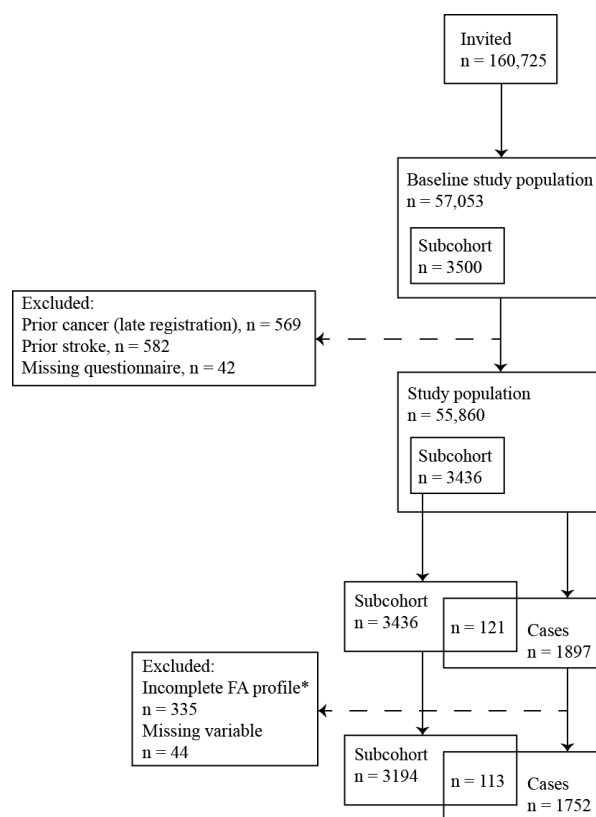 Invited
n = 160,725
Baseline study population
n = 57,053
Subcohort
n = 3500
Excluded:
Prior cancer (late registration), n = 569
Prior stroke, n = 582
Missing questionnaire, n = 42
Study population
n = 55,860
Subcohort
n = 3436
Subcohort
n = 3436
n = 121
Cases
n = 1897
Excluded:
Incomplete FA profile*
n = 335
Missing variable
n = 44
Subcohort
n = 3194
n = 113
Cases
n = 1752